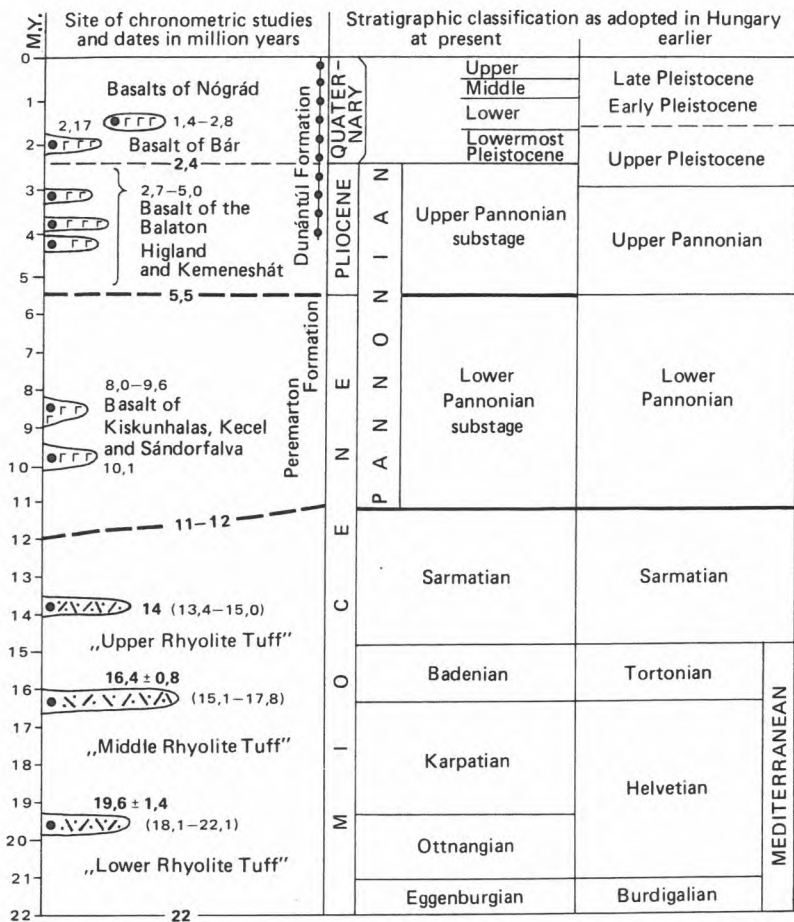 M.Y.
Site of chronometric studies
and dates in million years
Stratigraphic classification as adopted in Hungary
at present
earlier
0
1
2
3
4
5
6
7
8
9
10
11
12
13
14
15
16
17
18
19
20
21
22
Basalts of Nógrád
1,4–2,8
2,17
Basalt of Bár
2,4
2,7–5,0
Basalt of the
Balaton
Higland
and Kemeneshát
5,5
8,0–9,6
Basalt of
Kiskunhalas, Kecel
and Sándorfalva
10,1
11–12
14 (13,4–15,0)
„Upper Rhyolite Tuff"
16,4 ± 0,8
(15,1–17,8)
„Middle Rhyolite Tuff"
19,6 ± 1,4
(18,1–22,1)
„Lower Rhyolite Tuff"
22
Dunántúl Formation
Peremarton
Formation
QUATER-
NARY
PLIOCENE
MIOCENE
PANNONIAN
Upper
Middle
Lower
Lowermost
Pleistocene
Upper Pannonian
substage
Lower
Pannonian
substage
Sarmatian
Badenian
Karpatian
Ottnangian
Eggenburgian
Late Pleistocene
Early Pleistocene
Upper Pleistocene
Upper Pannonian
Lower
Pannonian
Sarmatian
Tortonian
Helvetian
Burdigalian
MEDITERRANEAN